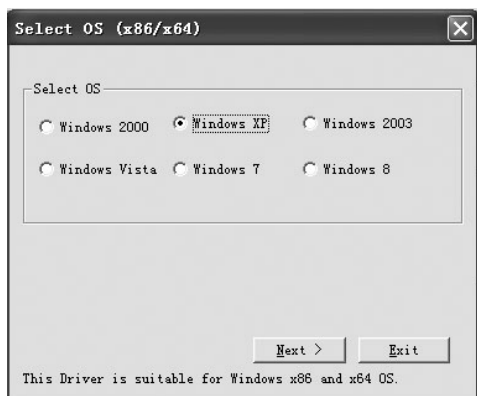 Select OS (x86/x64)
Select OS
Windows 2000 Windows XP Windows 2003
Windows Vista Windows 7 Windows 8
Next > Exit
This Driver is suitable for Windows x86 and x64 OS.